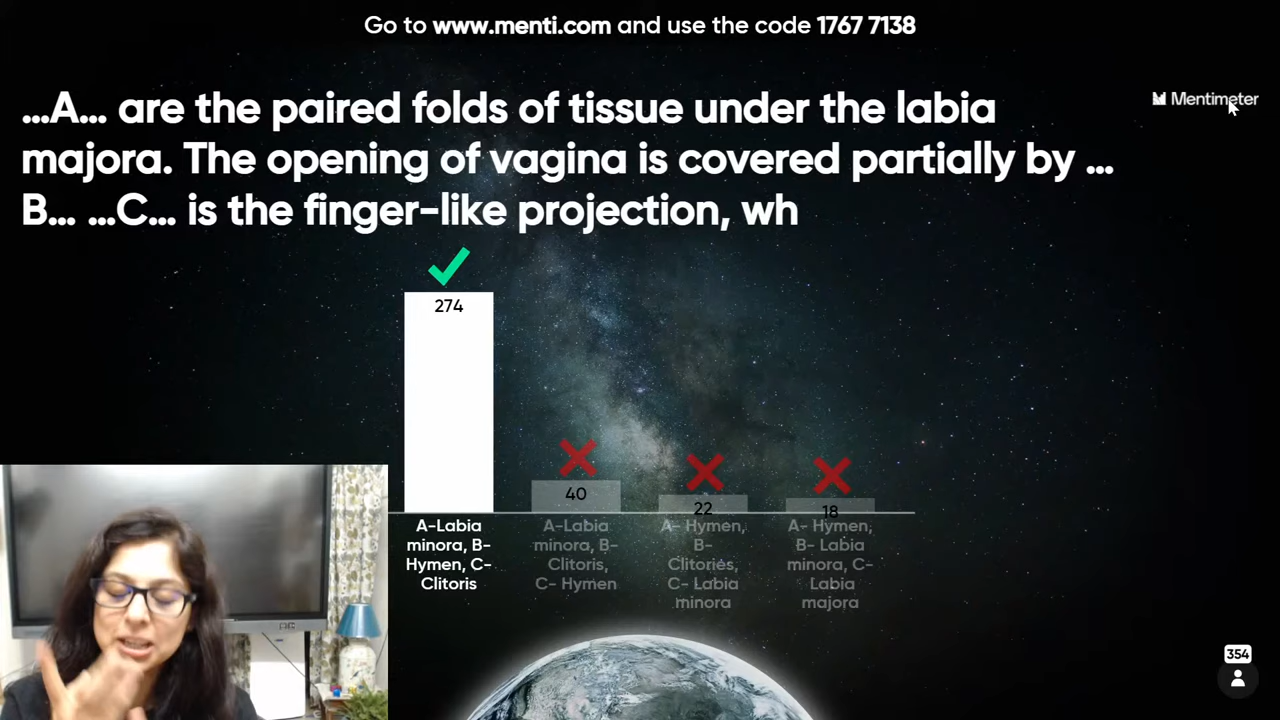 Go to www.menti.com and use the code 1767 7138
Mentimeter
...A... are the paired folds of tissue under the labia
majora. The opening of vagina is covered partially by ...
B... ...C... is the finger-like projection, wh
274
40
22
18
A-Labia
minora, B-
Hymen, C-
Clitoris
A-Labia
minora, B-
Clitoris,
C- Hymen
A- Hymen,
B-
Clitories,
C- Labia
minora
A- Hymen,
B- Labia
minora, C-
Labia
majora
354